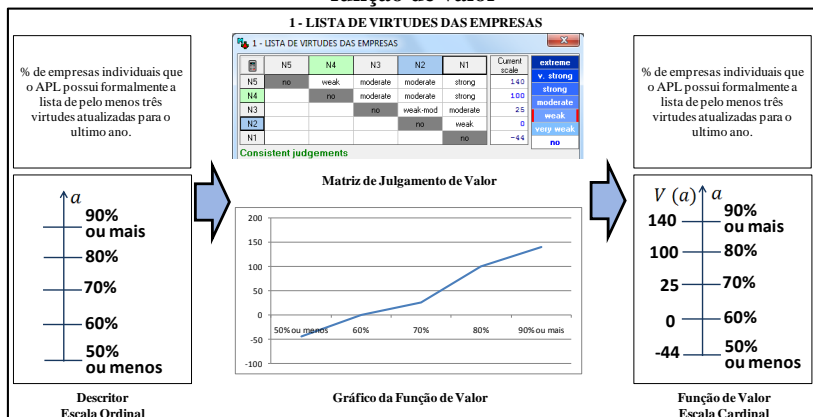 função de valor
1 - LISTA DE VIRTUDES DAS EMPRESAS
% de empresas individuais que
o APL possui formalmente a
lista de pelo menos três
virtudes atualizadas para o
ultimo ano.
a
90%
ou mais
80%
70%
60%
50%
ou menos
Descritor
Escala Ordinal
1 - LISTA DE VIRTUDES DAS EMPRESAS
N5 N4 N3 N2 N1 Current scale
N5 no weak moderate moderate strong 140
N4 no moderate moderate strong 100
N3 no weak-mod moderate 25
N2 no weak 0
N1 no -44
extreme
v. strong
strong
moderate
weak
very weak
no
Consistent judgements
Matriz de Julgamento de Valor
200
150
100
50
0
-50
-100
50% ou menos 60% 70% 80% 90% ou mais
Gráfico da Função de Valor
% de empresas individuais que
o APL possui formalmente a
lista de pelo menos três
virtudes atualizadas para o
ultimo ano.
V (a) a
140 90%
ou mais
100 80%
25 70%
0 60%
-44 50%
ou menos
Função de Valor
Escala Cardinal